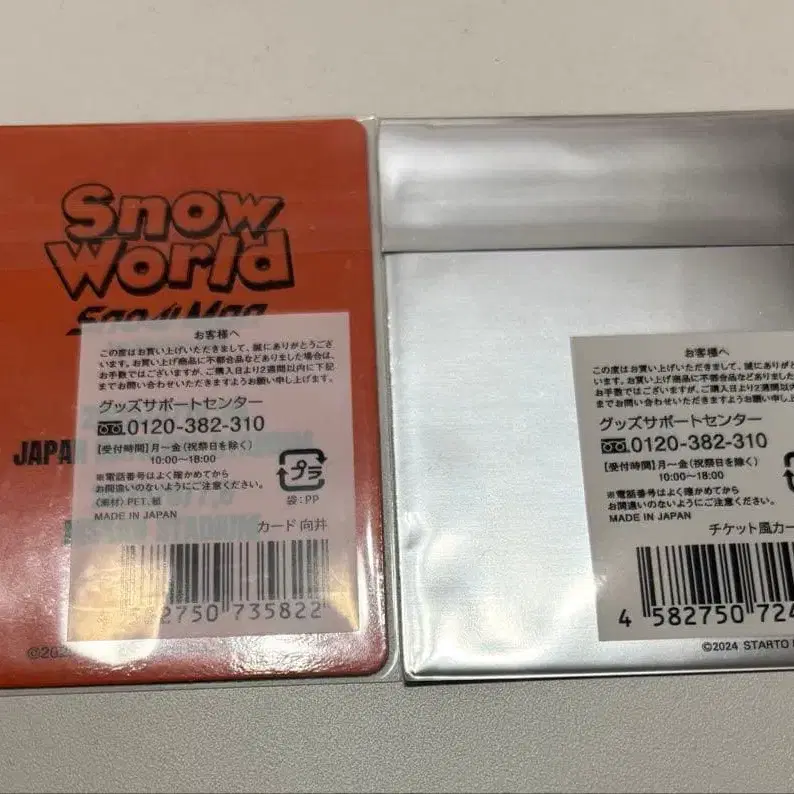 Snow
World
Snow Man
JAPAN
お客様へ
この度はお買い上げいただきまして、誠にありがとうござ
います。お買い上げ商品に不都合品などありました場合は、
お手数ではございますが、ご購入日より2週間以内に下記
までお問い合わせいただきますようお願い申し上げます。
グッズサポートセンター
0120-382-310
【受付時間】月〜金(祝祭日を除く)
10:00〜18:00
※電話番号はよく確かめてから
お間違いのないようにご注意ください。
プラ
袋:PP
〈素材〉PET、紙
MADE IN JAPAN
カード 向井
2750 735822
お客様へ
この度はお買い上げいただきまして、誠にありが
います。お買い上げ商品に不都合品などありまし
お手数ではございますが、ご購入日より2週間
までお問い合わせいただきますようお願い申し
グッズサポートセンター
0120-382-310
【受付時間】月〜金(祝祭日を除く)
10:00〜18:00
※電話番号はよく確かめてから
お間違いのないようにご注意ください。
MADE IN JAPAN
チケット風カー
4 582750 724
©2024 STARTO